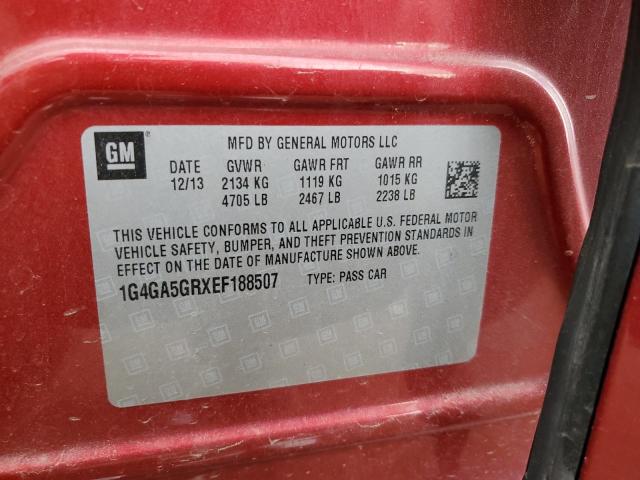 GM
®
MFD BY GENERAL MOTORS LLC
DATE GVWR GAWR FRT GAWR RR
12/13 2134 KG 1119 KG 1015 KG
4705 LB 2467 LB 2238 LB
THIS VEHICLE CONFORMS TO ALL APPLICABLE U.S. FEDERAL MOTOR
VEHICLE SAFETY, BUMPER, AND THEFT PREVENTION STANDARDS IN
EFFECT ON THE DATE OF MANUFACTURE SHOWN ABOVE.
1G4GA5GRXEF188507 TYPE: PASS CAR